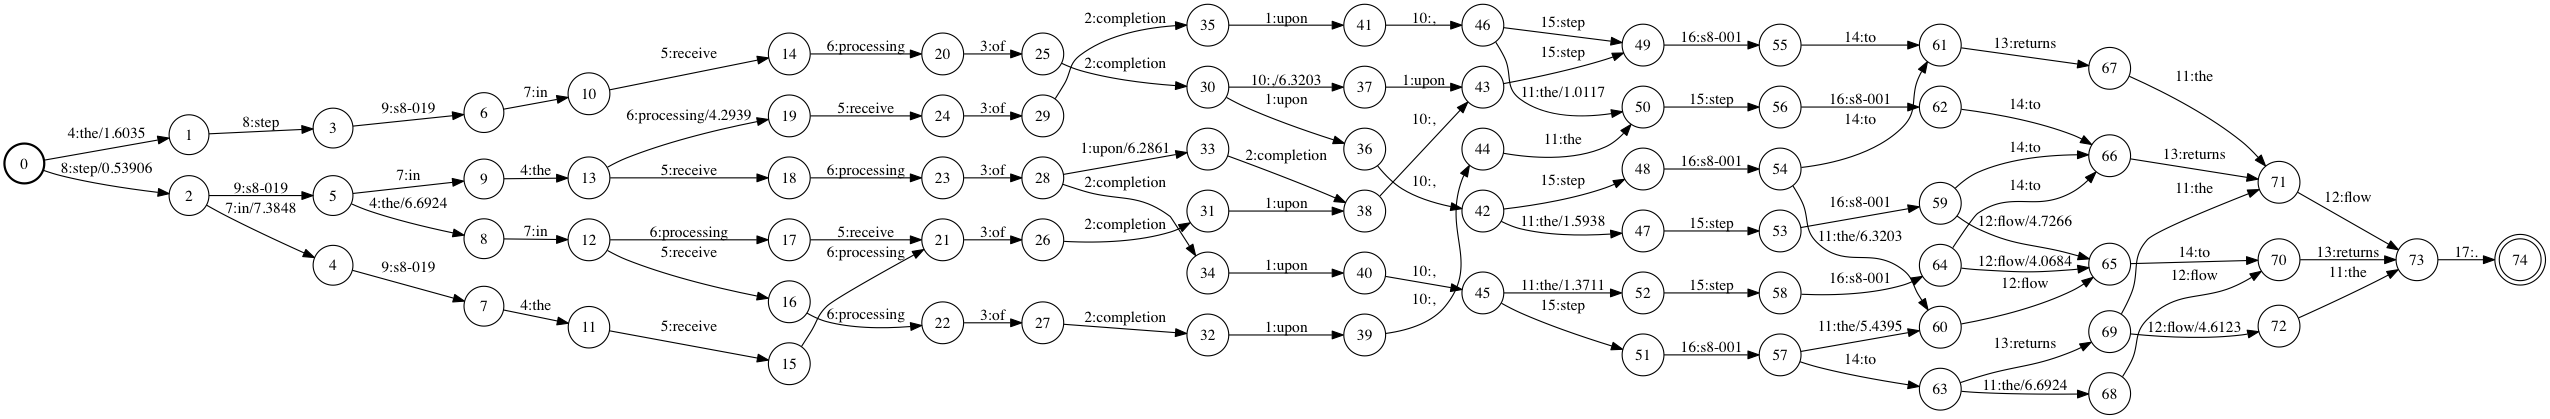 0
4:the/1.6035
8:step/0.53906
1
8:step
2
9:s8-019
7:in/7.3848
3
9:s8-019
5
7:in
4:the/6.6924
4
9:s8-019
6
7:in
9
4:the
8
7:in
7
4:the
10
5:receive
13
6:processing/4.2939
5:receive
12
6:processing
5:receive
11
5:receive
14
6:processing
19
5:receive
18
6:processing
17
5:receive
6:processing
16
6:processing
15
20
3:of
24
3:of
23
3:of
21
3:of
22
3:of
25
2:completion
2:completion
29
28
1:upon/6.2861
2:completion
26
2:completion
27
2:completion
35
1:upon
30
10:,/6.3203
1:upon
33
2:completion
31
1:upon
34
1:upon
32
1:upon
41
10:,
37
1:upon
36
10:,
38
10:,
40
10:,
39
10:,
46
15:step
11:the/1.0117
43
15:step
44
11:the
42
15:step
11:the/1.5938
45
11:the/1.3711
15:step
49
16:s8-001
50
15:step
48
16:s8-001
47
15:step
52
15:step
51
16:s8-001
55
14:to
56
16:s8-001
14:to
54
11:the/6.3203
53
16:s8-001
58
16:s8-001
57
11:the/5.4395
14:to
61
13:returns
62
14:to
59
14:to
12:flow/4.7266
64
14:to
12:flow/4.0684
60
12:flow
63
13:returns
11:the/6.6924
67
11:the
66
13:returns
65
14:to
69
11:the
12:flow/4.6123
68
12:flow
71
12:flow
70
13:returns
72
11:the
73
17:.
74